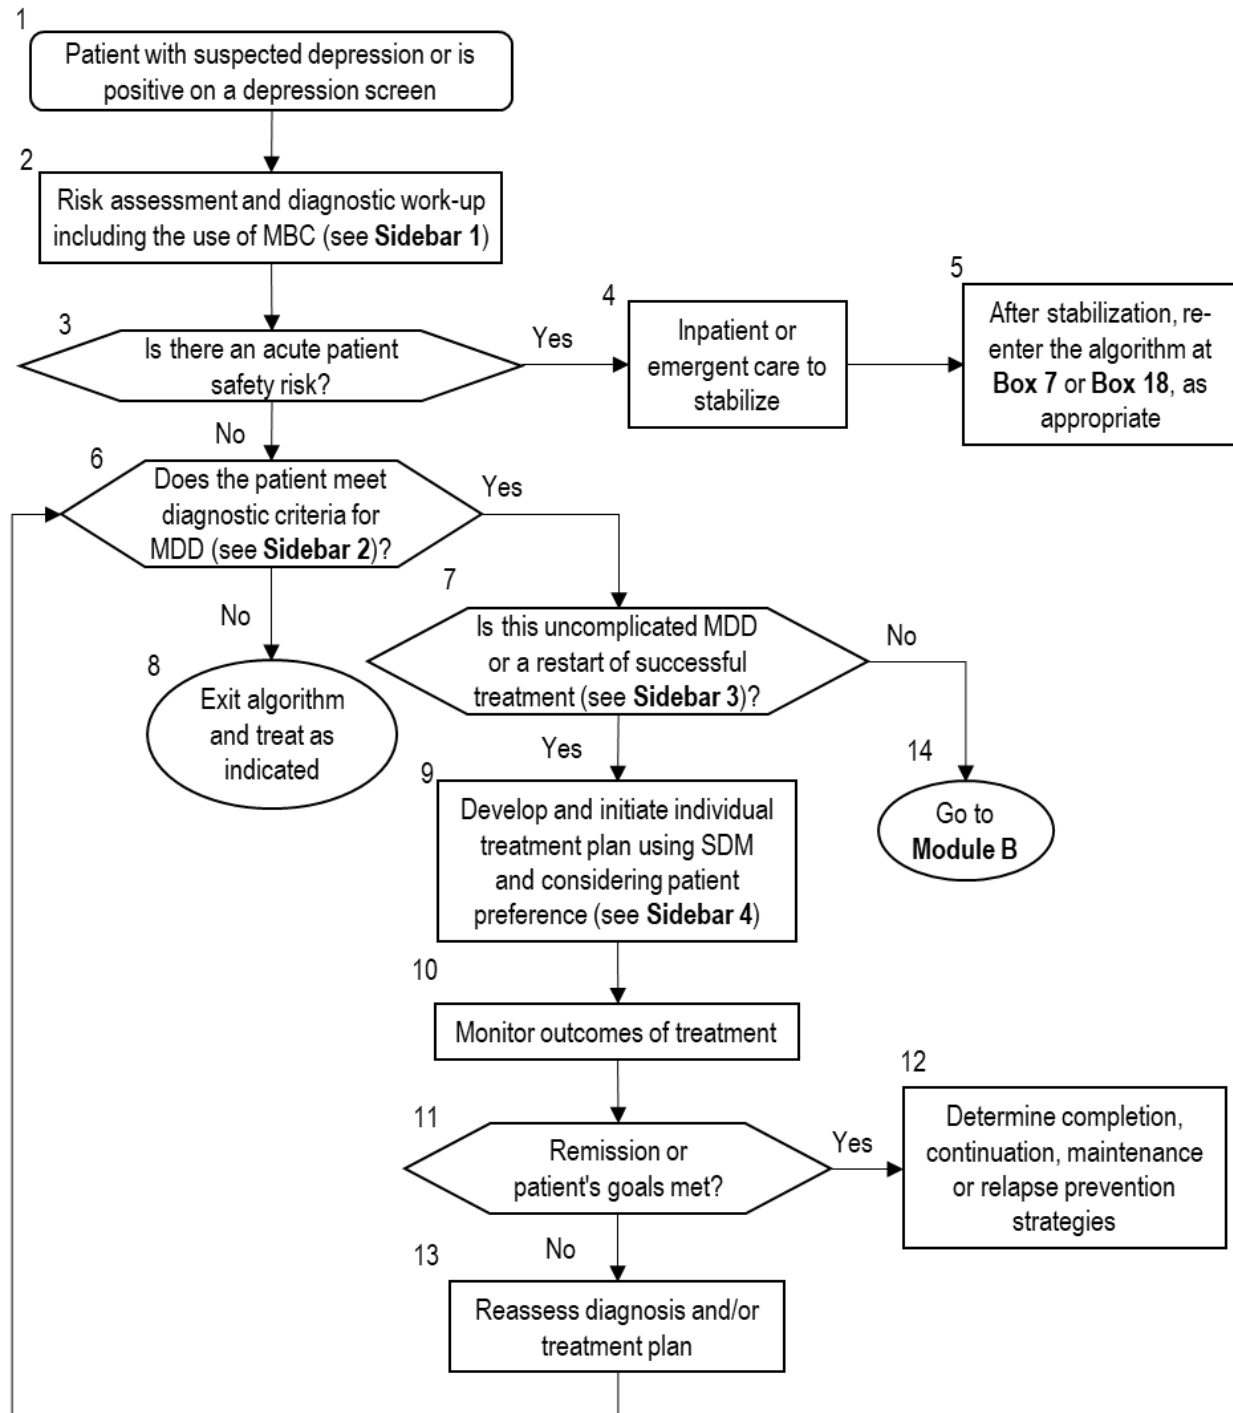 1
Patient with suspected depression or is
positive on a depression screen
2
Risk assessment and diagnostic work-up
including the use of MBC (see Sidebar 1)
3
Is there an acute patient
safety risk?
Yes
4
Inpatient or
emergent care to
stabilize
5
After stabilization, re-
enter the algorithm at
Box 7 or Box 18, as
appropriate
No
6
Does the patient meet
diagnostic criteria for
MDD (see Sidebar 2)?
Yes
No
7
Is this uncomplicated MDD
or a restart of successful
treatment (see Sidebar 3)?
No
8
Exit algorithm
and treat as
indicated
Yes
9
Develop and initiate individual
treatment plan using SDM
and considering patient
preference (see Sidebar 4)
14
Go to
Module B
10
Monitor outcomes of treatment
11
Remission or
patient's goals met?
Yes
12
Determine completion,
continuation, maintenance
or relapse prevention
strategies
No
13
Reassess diagnosis and/or
treatment plan